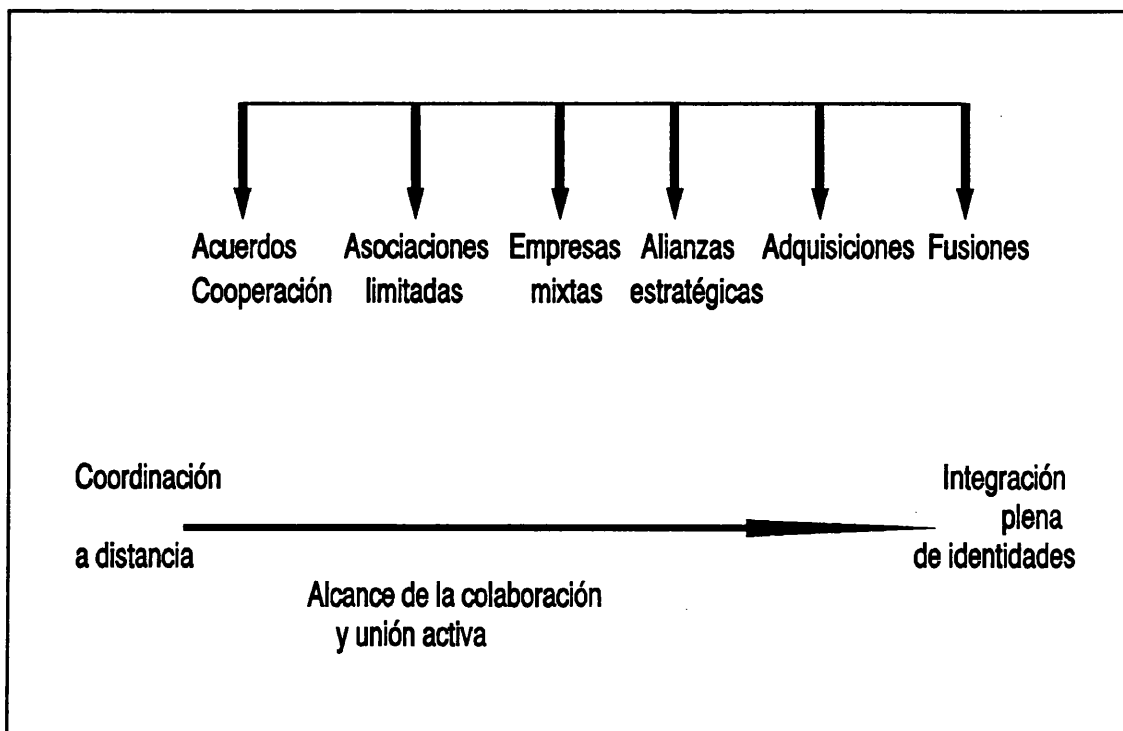 Acuerdos Asociaciones Empresas Alianzas Adquisiciones Fusiones
Cooperación limitadas mixtas estratégicas
Coordinación Integración
plena
a distancia de identidades
Alcance de la colaboración
y unión activa